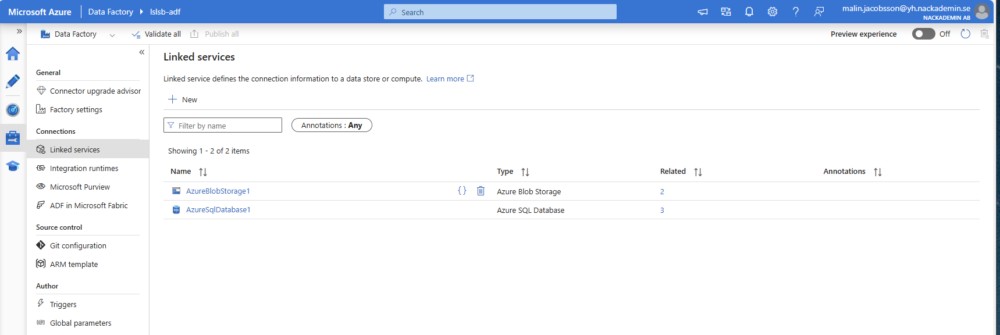 Microsoft Azure Data Factory lslsb-adf Search malin.jacobsson@yh.nackademin.se
NACKADEMIN AB
Data Factory Validate all Publish all Preview experience Off
General
Connector upgrade advisor
Factory settings
Connections
Linked services
Integration runtimes
Microsoft Purview
ADF in Microsoft Fabric
Source control
Git configuration
ARM template
Author
Triggers
Global parameters
Linked services
Linked service defines the connection information to a data store or compute. Learn more
New
Filter by name Annotations : Any
Showing 1 - 2 of 2 items
Name Type Related Annotations
AzureBlobStorage1 {} Azure Blob Storage 2
SQL AzureSqlDatabase1 Azure SQL Database 3